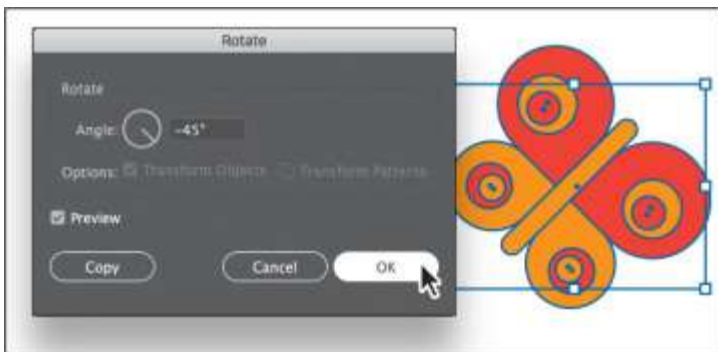 Rotate
Rotate
Angle: -45°
Options: Transform Objects Transform Patterns
Preview
Copy Cancel OK